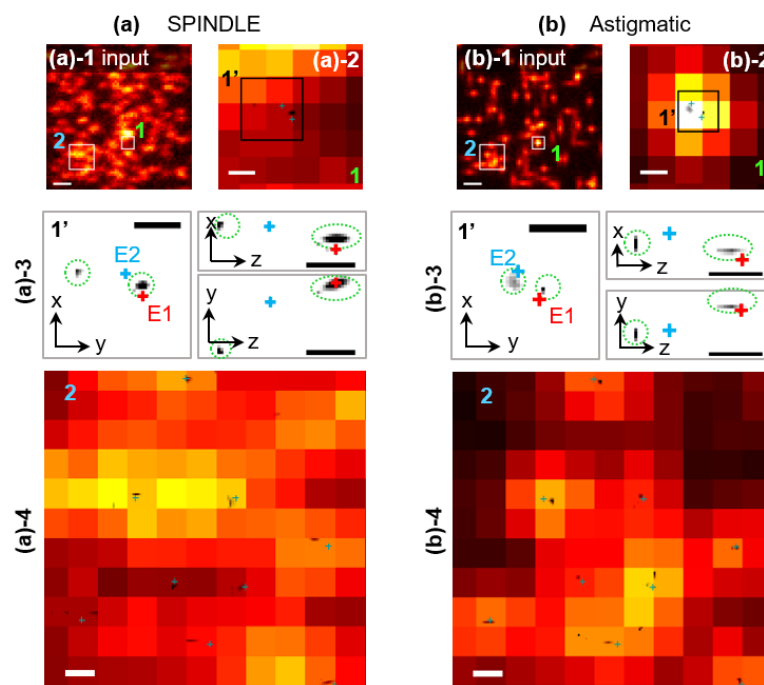 (a) SPINDLE
(b) Astigmatic
(a)-1 input
2
1
(a)-2
1'
1
(b)-1 input
2
1
(b)-2
1'
1
(a)-3
1'
E2
E1
x
y
x
z
y
z
(b)-3
1'
E2
E1
x
y
x
z
y
z
(a)-4
2
(b)-4
2